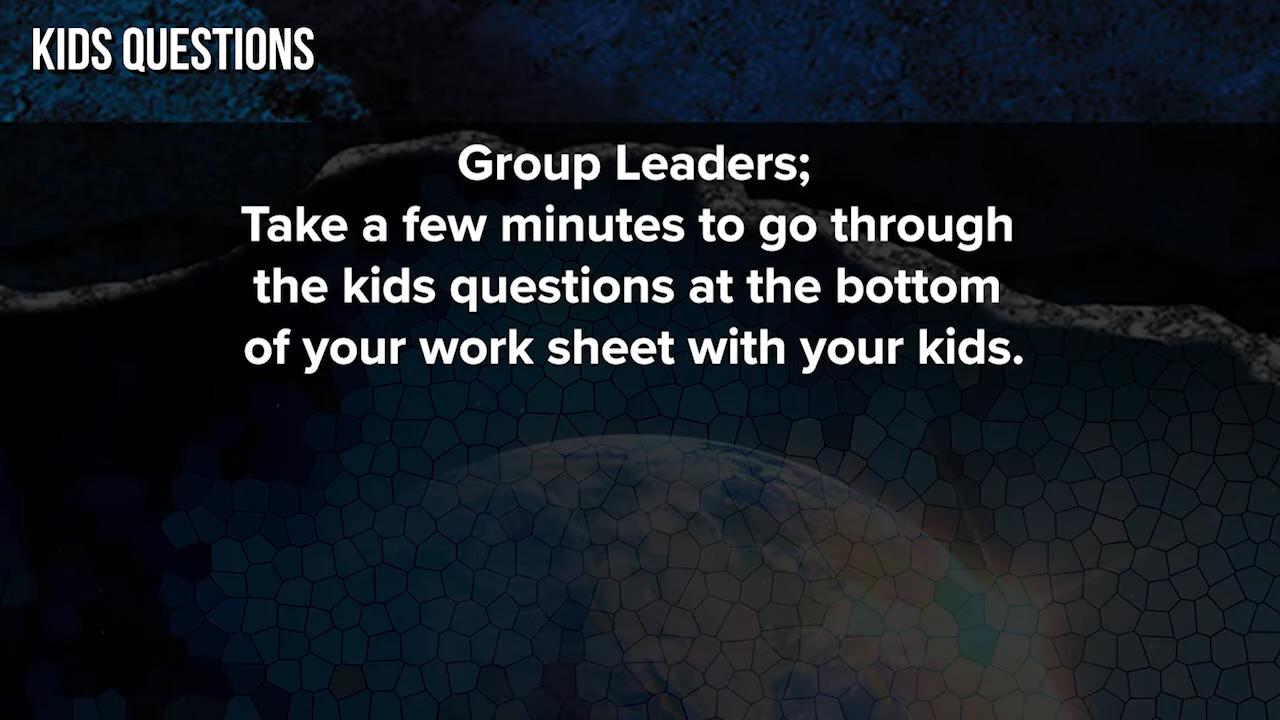 KIDS QUESTIONS
Group Leaders;
Take a few minutes to go through
the kids questions at the bottom
of your work sheet with your kids.